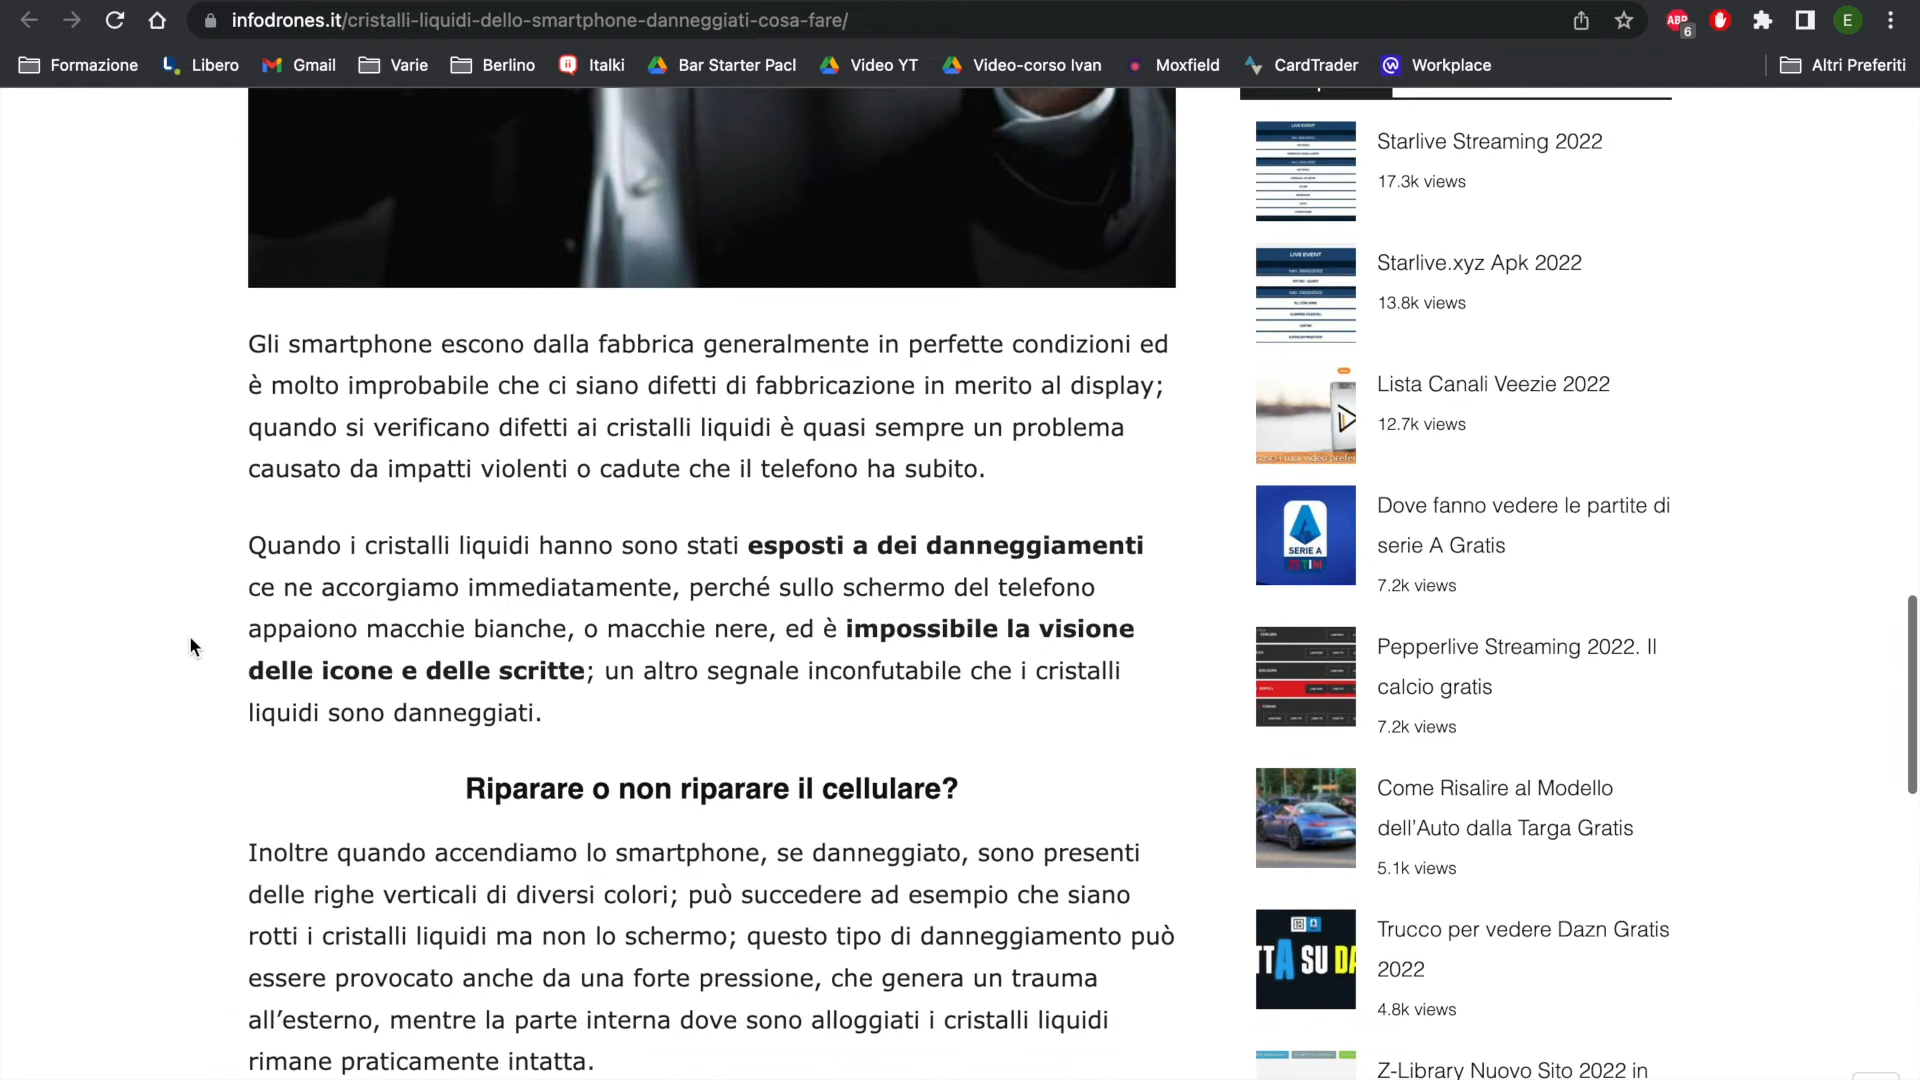 infodrones.it/cristalli-liquidi-dello-smartphone-danneggiati-cosa-fare/
ABP
6
E
Formazione
Libero
Gmail
Varie
Berlino
Italki
Bar Starter Pacl
Video YT
Video-corso Ivan
Moxfield
CardTrader
Workplace
Altri Preferiti
Gli smartphone escono dalla fabbrica generalmente in perfette condizioni ed
è molto improbabile che ci siano difetti di fabbricazione in merito al display;
quando si verificano difetti ai cristalli liquidi è quasi sempre un problema
causato da impatti violenti o cadute che il telefono ha subito.
Quando i cristalli liquidi hanno sono stati esposti a dei danneggiamenti
ce ne accorgiamo immediatamente, perché sullo schermo del telefono
appaiono macchie bianche, o macchie nere, ed è impossibile la visione
delle icone e delle scritte; un altro segnale inconfutabile che i cristalli
liquidi sono danneggiati.
Riparare o non riparare il cellulare?
Inoltre quando accendiamo lo smartphone, se danneggiato, sono presenti
delle righe verticali di diversi colori; può succedere ad esempio che siano
rotti i cristalli liquidi ma non lo schermo; questo tipo di danneggiamento può
essere provocato anche da una forte pressione, che genera un trauma
all’esterno, mentre la parte interna dove sono alloggiati i cristalli liquidi
rimane praticamente intatta.
LIVE EVENT
Starlive Streaming 2022
17.3k views
LIVE EVENT
Starlive.xyz Apk 2022
13.8k views
Lista Canali Veezie 2022
12.7k views
SERIE A
TIM
Dove fanno vedere le partite di
serie A Gratis
7.2k views
Pepperlive Streaming 2022. Il
calcio gratis
7.2k views
Come Risalire al Modello
dell’Auto dalla Targa Gratis
5.1k views
TTA SU DA
Trucco per vedere Dazn Gratis
2022
4.8k views
Z-Library Nuovo Sito 2022 in